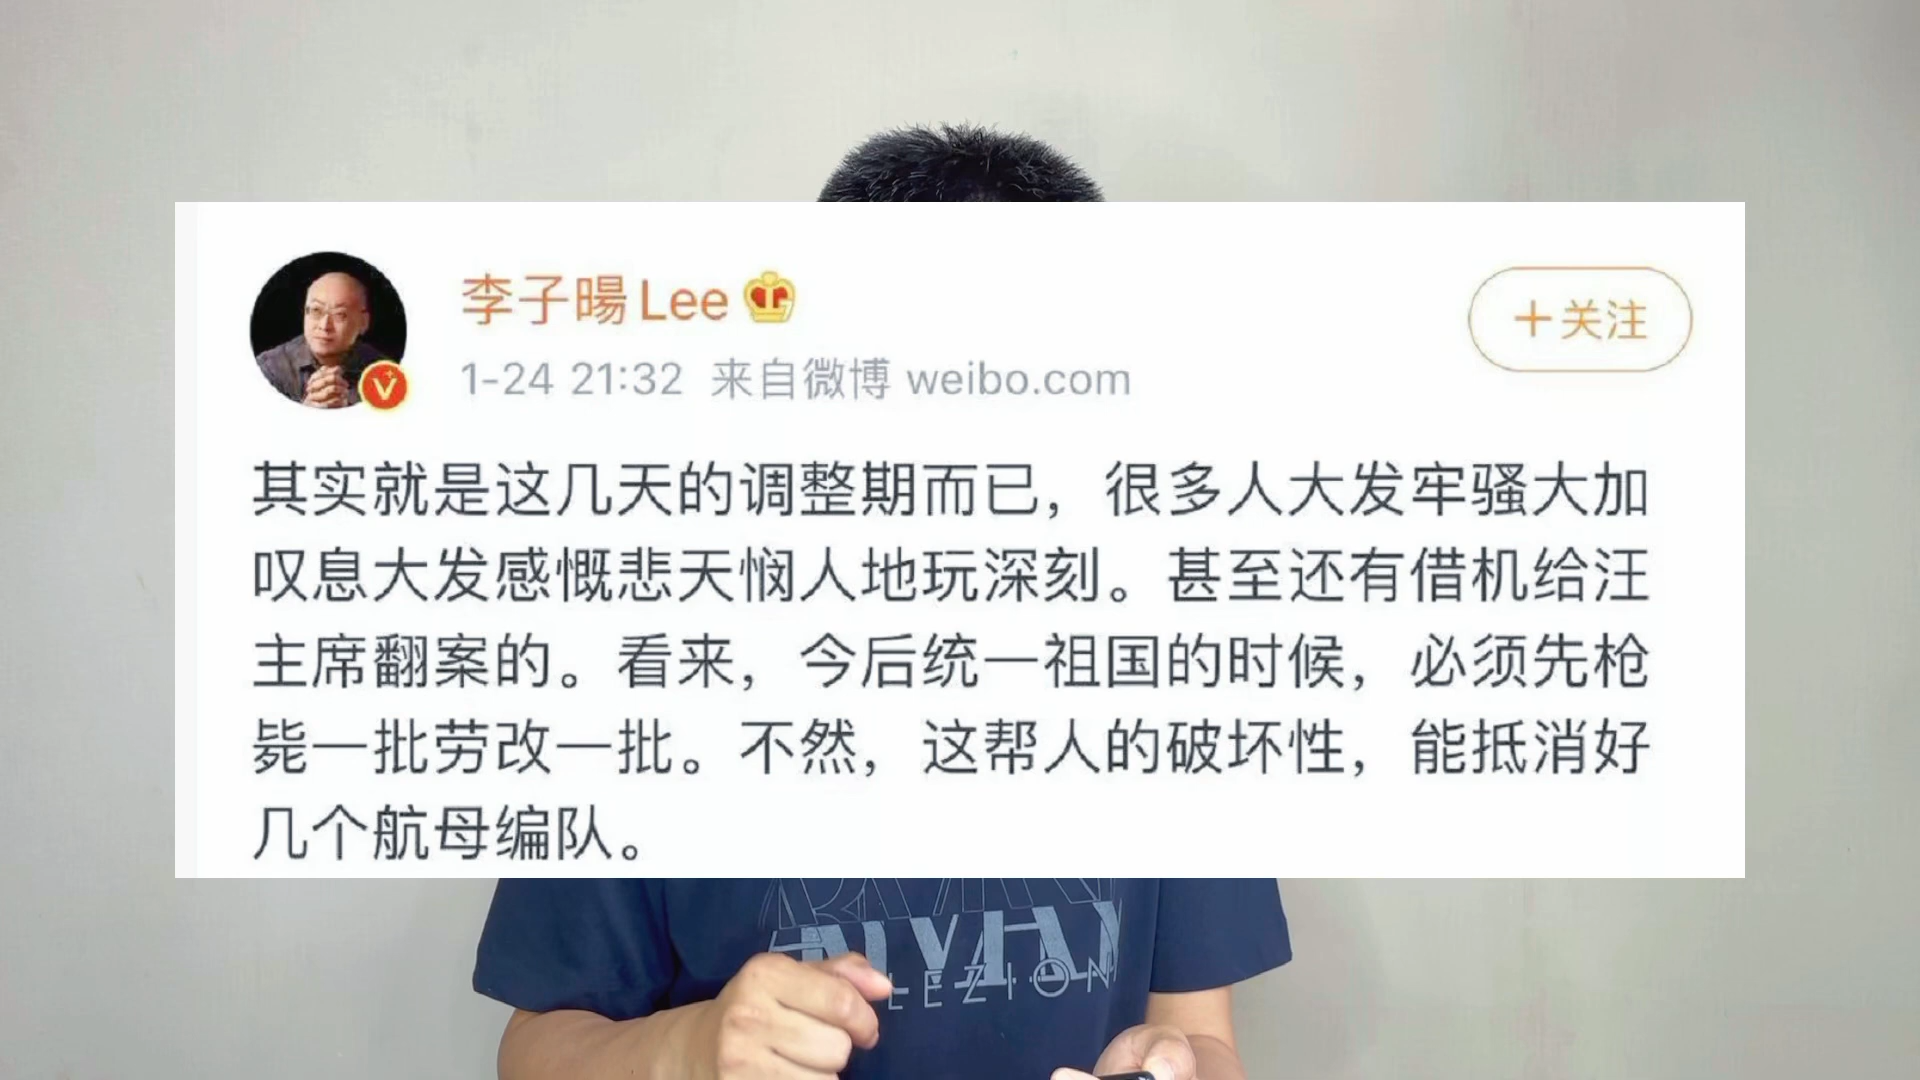 李子暘Lee
1-24 21:32 来自微博 weibo.com
+关注
其实就是这几天的调整期而已，很多人大发牢骚大加
叹息大发感慨悲天悯人地玩深刻。甚至还有借机给汪
主席翻案的。看来，今后统一祖国的时候，必须先枪
毙一批劳改一批。不然，这帮人的破坏性，能抵消好
几个航母编队。